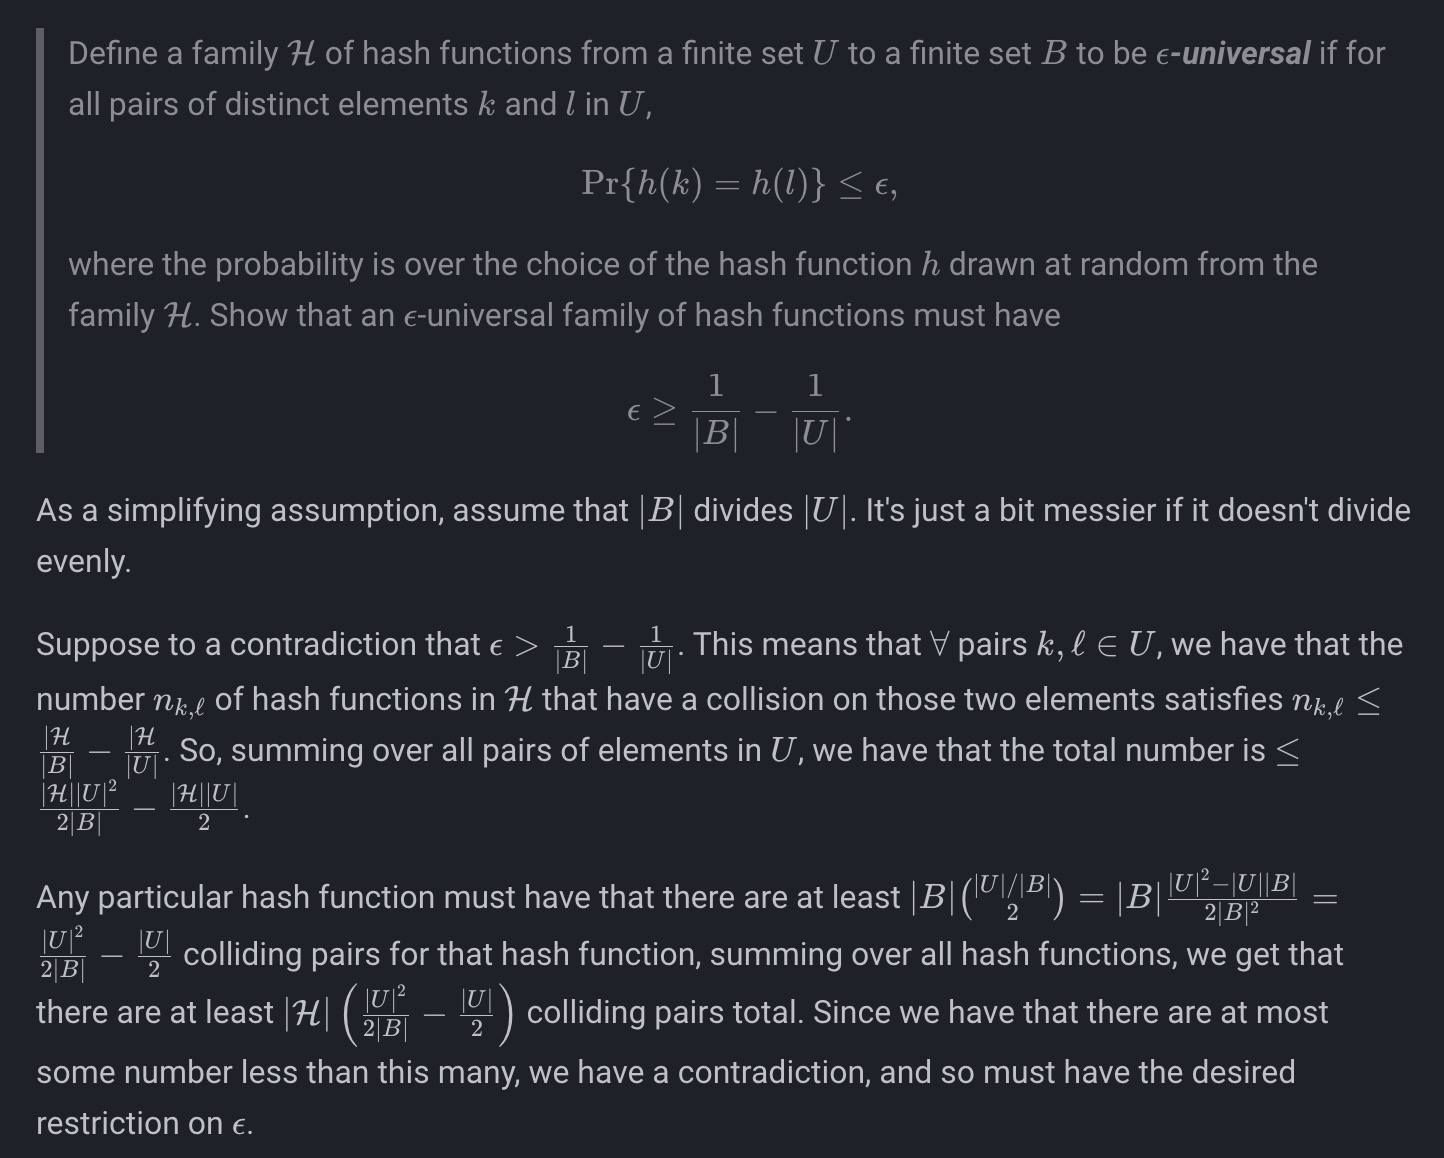 Define a family ℋ of hash functions from a finite set U to a finite set B to be ϵ-universal if for
all pairs of distinct elements k and l in U,
Pr{h(k) = h(l)} ≤ ϵ,
where the probability is over the choice of the hash function h drawn at random from the
family ℋ. Show that an ϵ-universal family of hash functions must have
ϵ ≥ 1/|B| − 1/|U|.
As a simplifying assumption, assume that |B| divides |U|. It's just a bit messier if it doesn't divide
evenly.
Suppose to a contradiction that ϵ > 1/|B| − 1/|U|. This means that ∀ pairs k, ℓ ∈ U, we have that the
number n_{k,ℓ} of hash functions in ℋ that have a collision on those two elements satisfies n_{k,ℓ} ≤
|ℋ/|B| − |ℋ/|U|. So, summing over all pairs of elements in U, we have that the total number is ≤
|ℋ||U|²/2|B| − |ℋ||U|/2.
Any particular hash function must have that there are at least |B|(|U|/|B| 2) = |B| |U|²−|U||B|/2|B|² =
|U|²/2|B| − |U|/2 colliding pairs for that hash function, summing over all hash functions, we get that
there are at least |ℋ| (|U|²/2|B| − |U|/2) colliding pairs total. Since we have that there are at most
some number less than this many, we have a contradiction, and so must have the desired
restriction on ϵ.